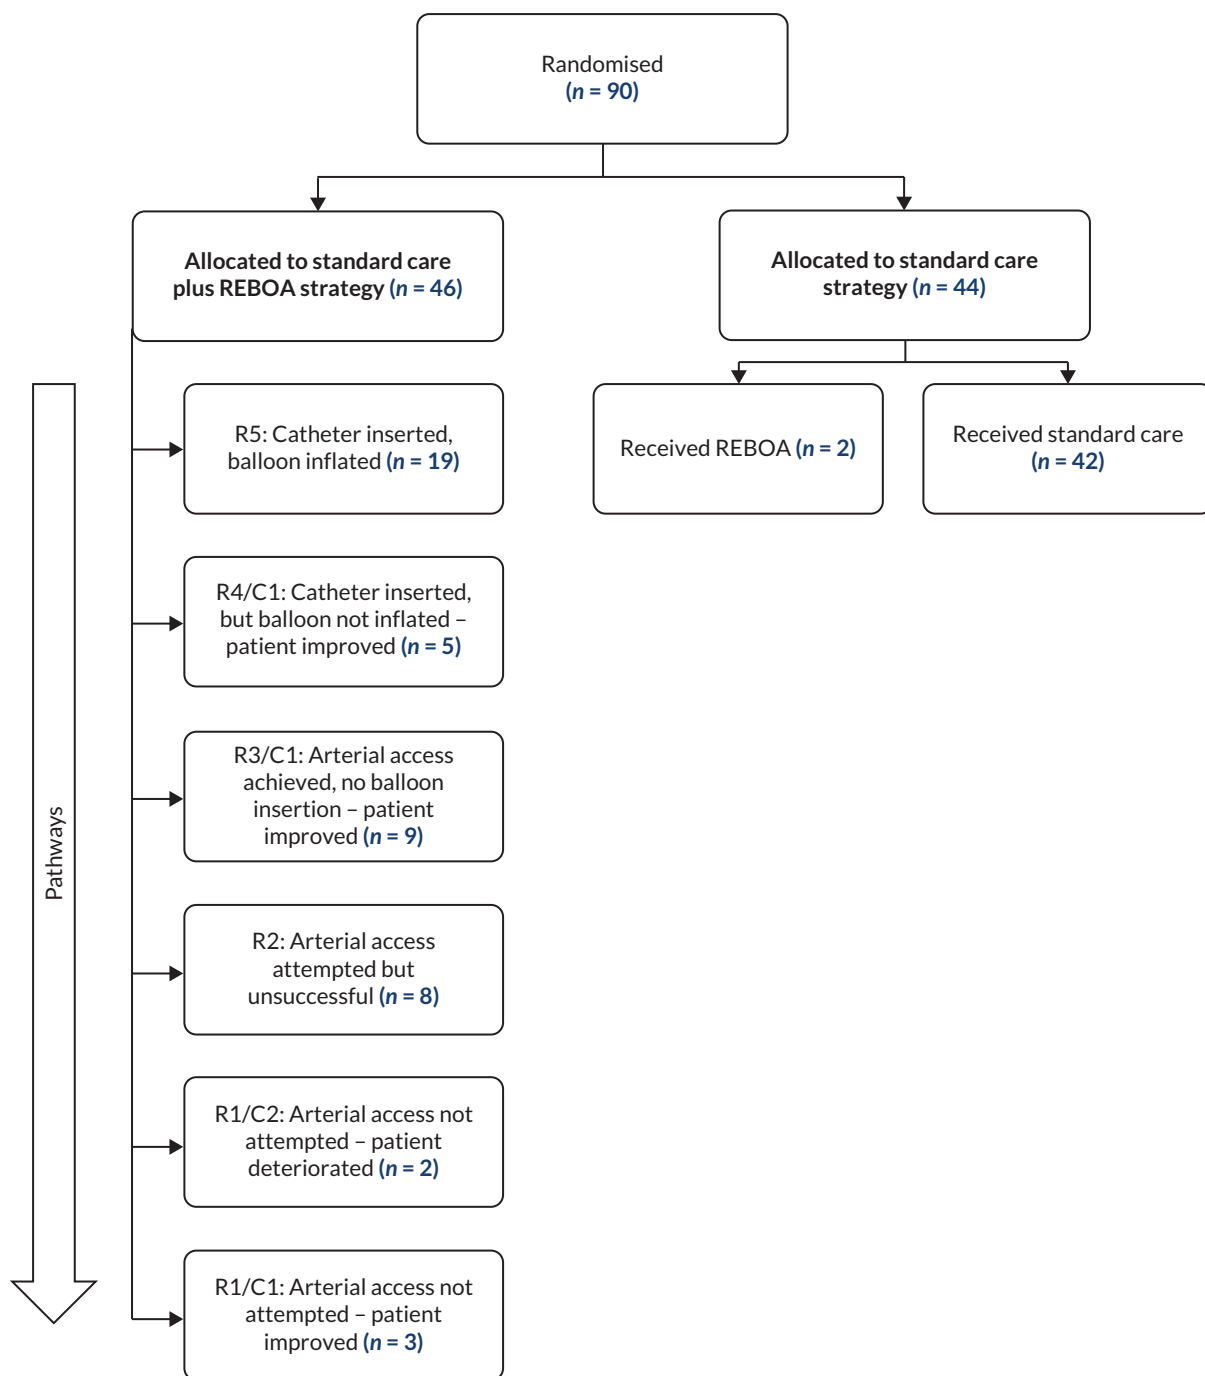 Randomised
(n = 90)
Allocated to standard care
plus REBOA strategy (n = 46)
Allocated to standard care
strategy (n = 44)
Received REBOA (n = 2)
Received standard care
(n = 42)
Pathways
R5: Catheter inserted,
balloon inflated (n = 19)
R4/C1: Catheter inserted,
but balloon not inflated –
patient improved (n = 5)
R3/C1: Arterial access
achieved, no balloon
insertion – patient
improved (n = 9)
R2: Arterial access
attempted but
unsuccessful (n = 8)
R1/C2: Arterial access not
attempted – patient
deteriorated (n = 2)
R1/C1: Arterial access not
attempted – patient
improved (n = 3)